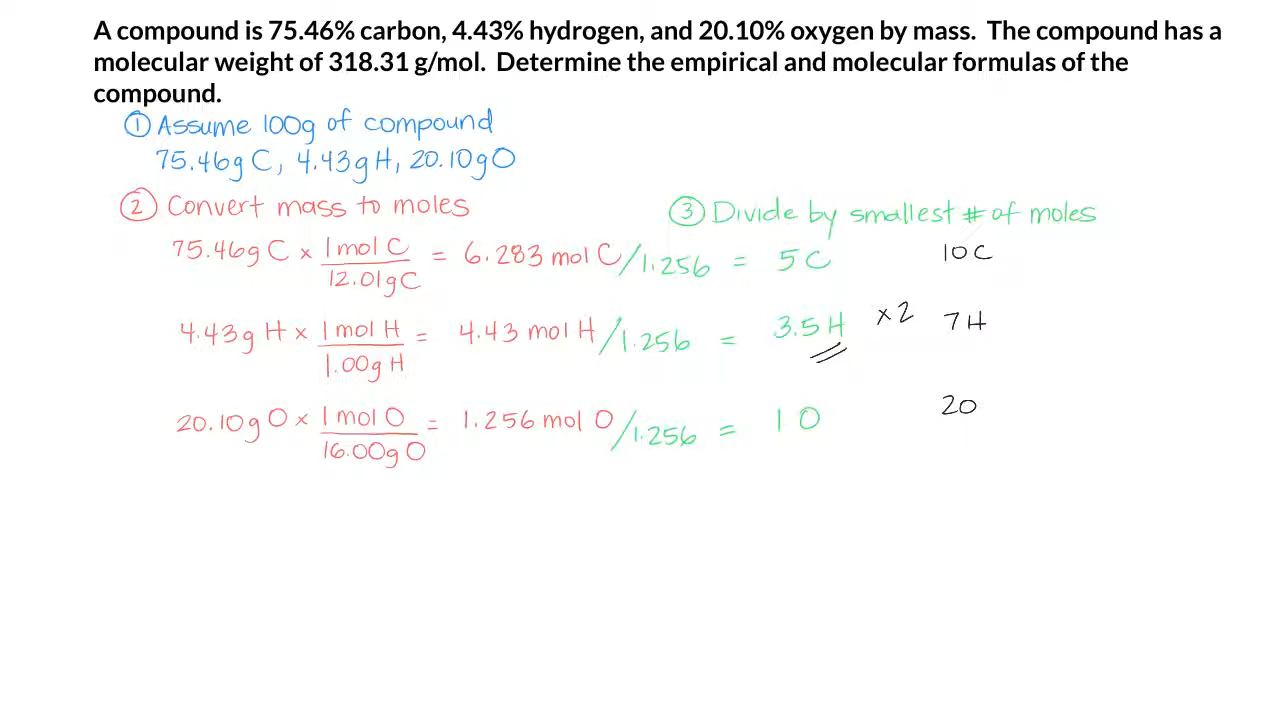 A compound is 75.46% carbon, 4.43% hydrogen, and 20.10% oxygen by mass. The compound has a
molecular weight of 318.31 g/mol. Determine the empirical and molecular formulas of the
compound.
① Assume 100g of compound
75.46g C, 4.43g H, 20.10g O
② Convert mass to moles
75.46g C × 1 mol C / 12.01g C = 6.283 mol C /1.256 = 5 C 10 C
4.43g H × 1 mol H / 1.00g H = 4.43 mol H /1.256 = 3.5 H ×2 7 H
20.10g O × 1 mol O / 16.00g O = 1.256 mol O /1.256 = 1 O 2O
③ Divide by smallest # of moles